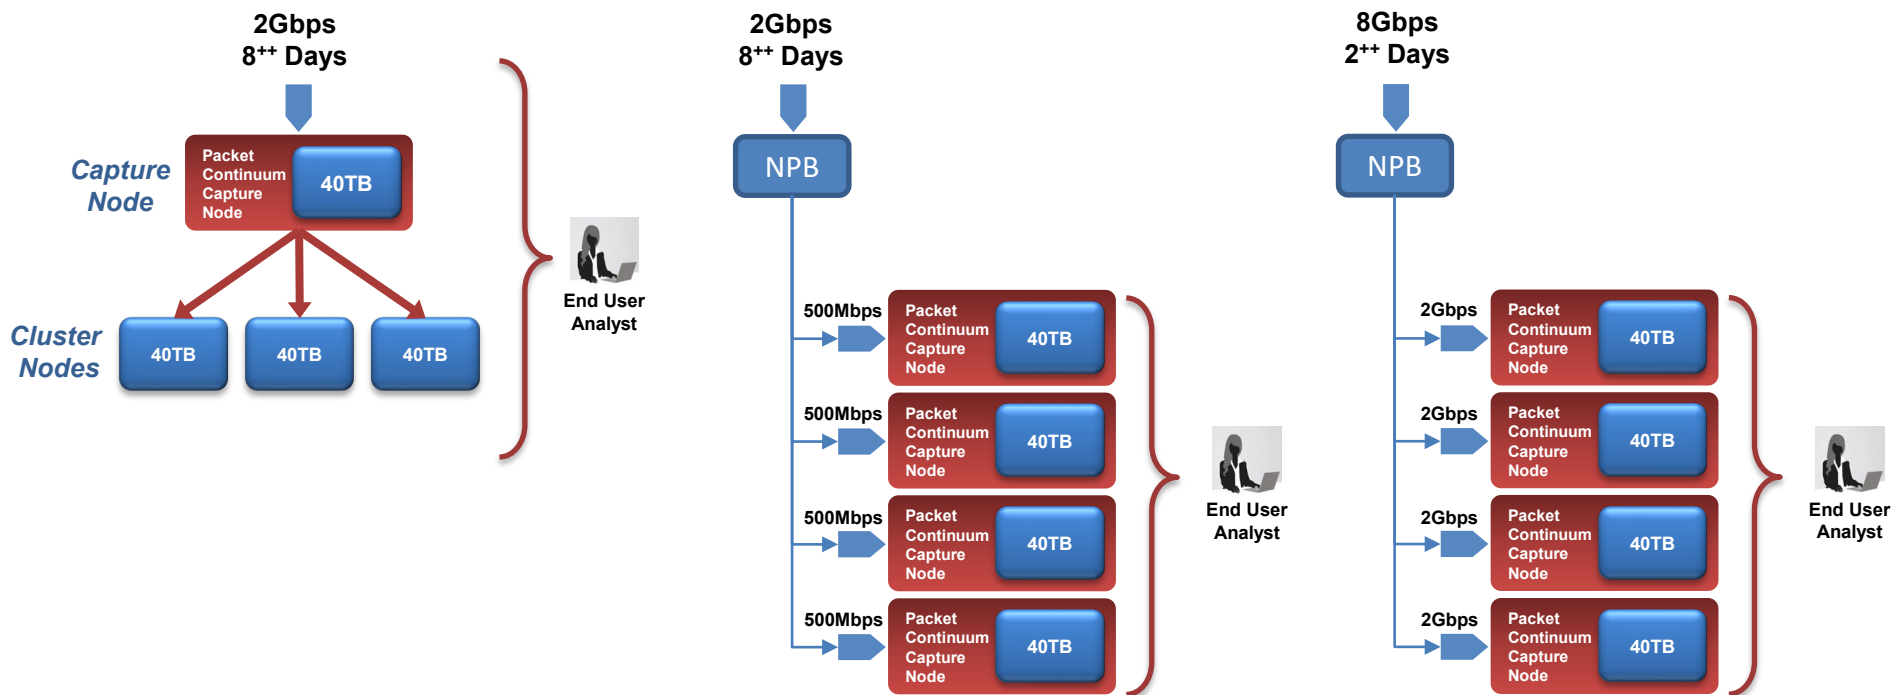 2Gbps
8++ Days
Capture
Node
Packet
Continuum
Capture
Node
40TB
Cluster
Nodes
40TB
40TB
40TB
End User
Analyst
2Gbps
8++ Days
NPB
500Mbps
Packet
Continuum
Capture
Node
40TB
500Mbps
Packet
Continuum
Capture
Node
40TB
500Mbps
Packet
Continuum
Capture
Node
40TB
500Mbps
Packet
Continuum
Capture
Node
40TB
End User
Analyst
8Gbps
2++ Days
NPB
2Gbps
Packet
Continuum
Capture
Node
40TB
2Gbps
Packet
Continuum
Capture
Node
40TB
2Gbps
Packet
Continuum
Capture
Node
40TB
2Gbps
Packet
Continuum
Capture
Node
40TB
End User
Analyst